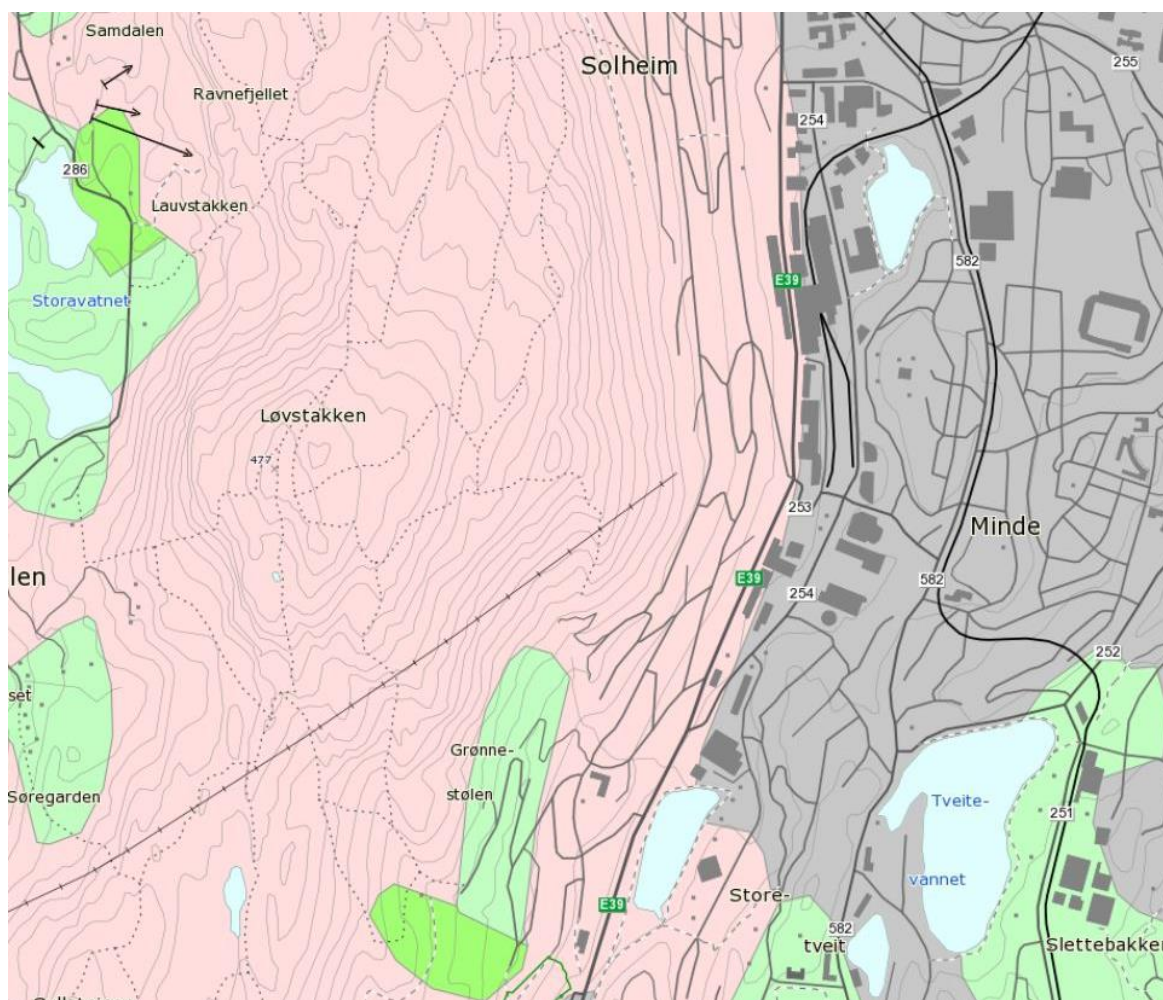 Samdalen
Solheim
255
Ravnefjellet
254
286
Lauvstakken
582
E39
Storavatnet
Løvstakken
477
253
Minde
len
E39
582
254
252
set
Grønne-
stølen
Søregarden
Tveite-
251
vannet
Store-
E39
582
tveit
Slettebakken